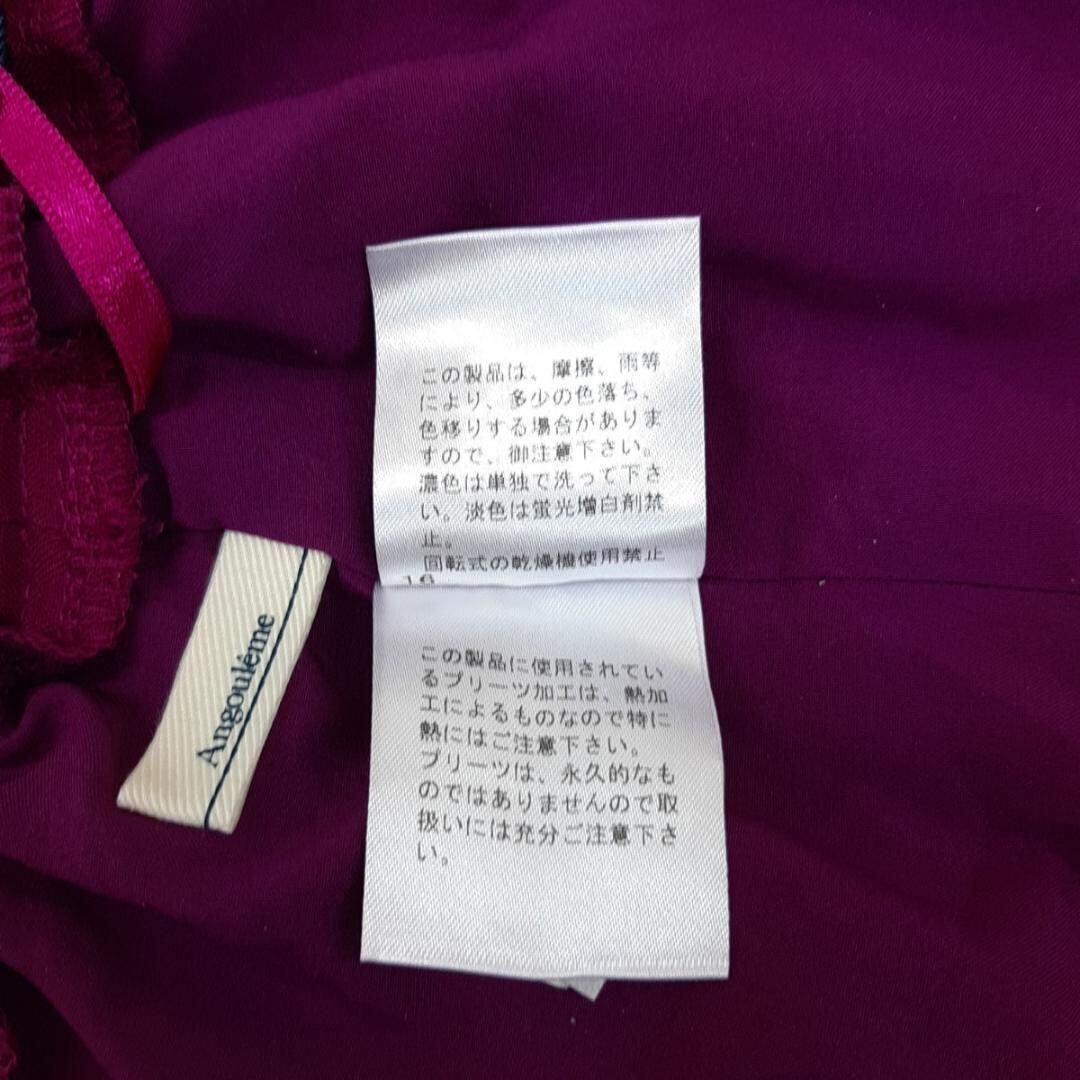 この製品は、摩擦、雨等
により、多少の色落ち、
色移りする場合がありま
すので、御注意下さい。
濃色は単独で洗って下さ
い。淡色は蛍光増白剤禁
止。
回転式の乾燥機使用禁止
16
この製品に使用されてい
るプリーツ加工は、熱加
工によるものなので特に
熱にはご注意下さい。
プリーツは、永久的なも
のではありませんので取
扱いには充分ご注意下さ
い。
Angoulême